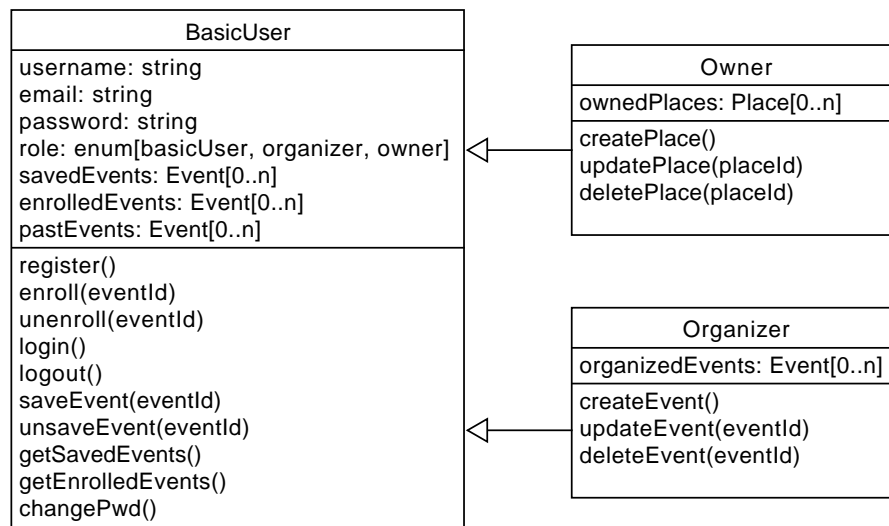 BasicUser
username: string
email: string
password: string
role: enum[basicUser, organizer, owner]
savedEvents: Event[0..n]
enrolledEvents: Event[0..n]
pastEvents: Event[0..n]
register()
enroll(eventId)
unenroll(eventId)
login()
logout()
saveEvent(eventId)
unsaveEvent(eventId)
getSavedEvents()
getEnrolledEvents()
changePwd()
Owner
ownedPlaces: Place[0..n]
createPlace()
updatePlace(placeId)
deletePlace(placeId)
Organizer
organizedEvents: Event[0..n]
createEvent()
updateEvent(eventId)
deleteEvent(eventId)